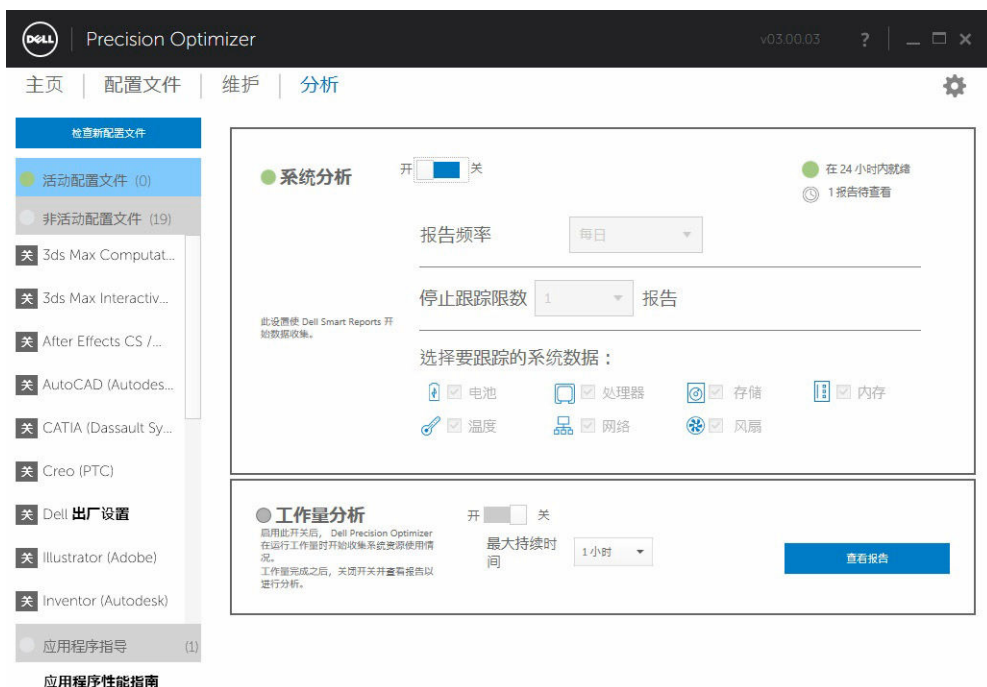 DELL
Precision Optimizer
v03.00.03
?
主页
配置文件
维护
分析
检查新配置文件
活动配置文件 (0)
非活动配置文件 (19)
关 3ds Max Computat...
关 3ds Max Interactiv...
关 After Effects CS /...
关 AutoCAD (Autodes...
关 CATIA (Dassault Sy...
关 Creo (PTC)
关 Dell 出厂设置
关 Illustrator (Adobe)
关 Inventor (Autodesk)
应用程序指导 (1)
应用程序性能指南
系统分析
开 关
在 24 小时内就绪
1 报告待查看
报告频率 每日
停止跟踪限数 1 报告
此设置使 Dell Smart Reports 开
始数据收集。
选择要跟踪的系统数据：
电池 处理器 存储 内存
温度 网络 风扇
工作量分析
开 关
启用此开关后， Dell Precision Optimizer
在运行工作量时开始收集系统资源使用情
况。
工作量完成之后，关闭开关并查看报告以
进行分析。
最大持续时
间
1 小时
查看报告